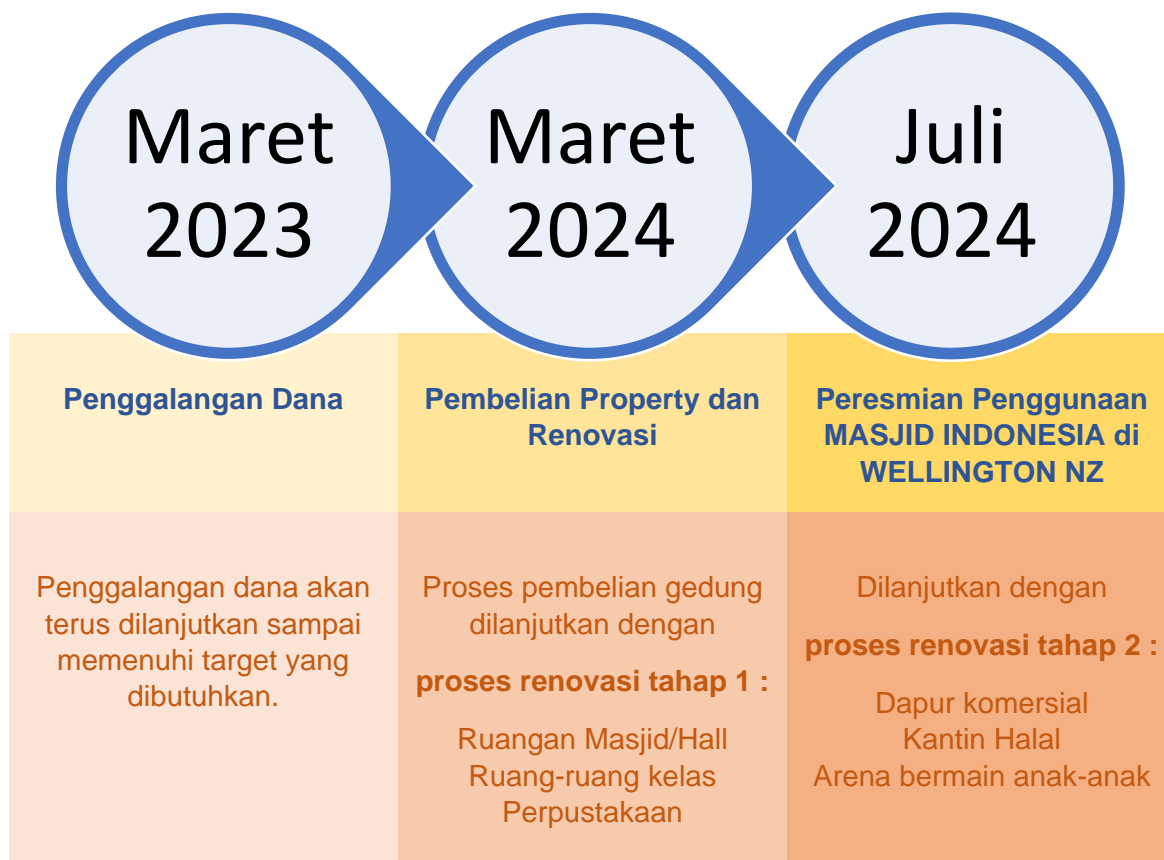 Maret
2023
Maret
2024
Juli
2024
Penggalangan Dana
Pembelian Property dan
Renovasi
Peresmian Penggunaan
MASJID INDONESIA di
WELLINGTON NZ
Penggalangan dana akan
terus dilanjutkan sampai
memenuhi target yang
dibutuhkan.
Proses pembelian gedung
dilanjutkan dengan
proses renovasi tahap 1 :
Ruangan Masjid/Hall
Ruang-ruang kelas
Perpustakaan
Dilanjutkan dengan
proses renovasi tahap 2 :
Dapur komersial
Kantin Halal
Arena bermain anak-anak